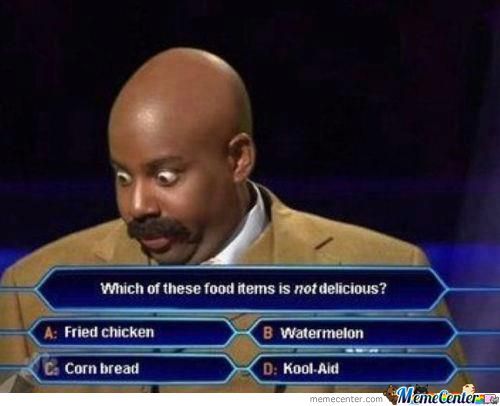 Which of these food items is not delicious?
A: Fried chicken
B Watermelon
C: Corn bread
D: Kool-Aid
memecenter.com MemeCenter